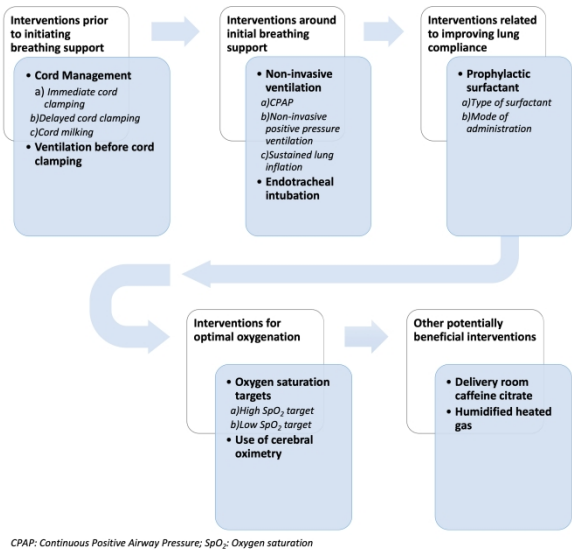 Interventions prior
to initiating
breathing support
• Cord Management
a) Immediate cord
clamping
b)Delayed cord clamping
c)Cord milking
• Ventilation before cord
clamping
Interventions around
initial breathing
support
• Non-invasive
ventilation
a)CPAP
b)Non-invasive
positive pressure
ventilation
c)Sustained lung
inflation
• Endotracheal
intubation
Interventions related
to improving lung
compliance
• Prophylactic
surfactant
a)Type of surfactant
b)Mode of
administration
Interventions for
optimal oxygenation
• Oxygen saturation
targets
a)High SpO₂ target
b)Low SpO₂ target
• Use of cerebral
oximetry
Other potentially
beneficial interventions
• Delivery room
caffeine citrate
• Humidified heated
gas
CPAP: Continuous Positive Airway Pressure; SpO₂: Oxygen saturation